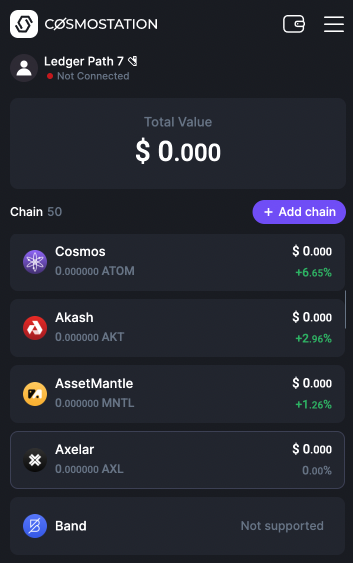 CØSMOSTATION
Ledger Path 7
Not Connected
Total Value
$ 0.000
Chain 50
+ Add chain
Cosmos $ 0.000
0.000000 ATOM +6.65%
Akash $ 0.000
0.000000 AKT +2.96%
AssetMantle $ 0.000
0.000000 MNTL +1.26%
Axelar $ 0.000
0.000000 AXL 0.00%
Band Not supported